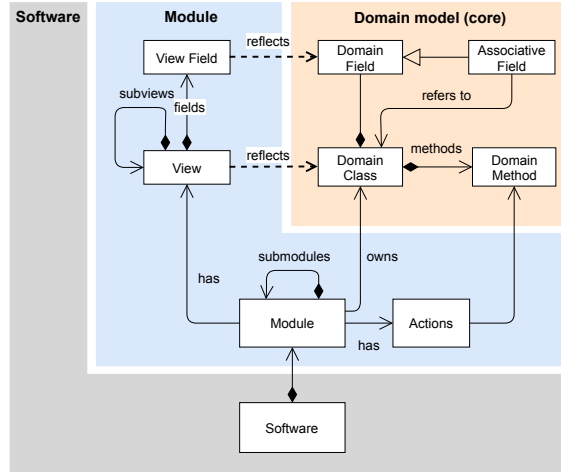 Software
Module
Domain model (core)
View Field
reflects
Domain
Field
Associative
Field
subviews
fields
refers to
View
reflects
Domain
Class
methods
Domain
Method
has
submodules
owns
Module
has
Actions
Software